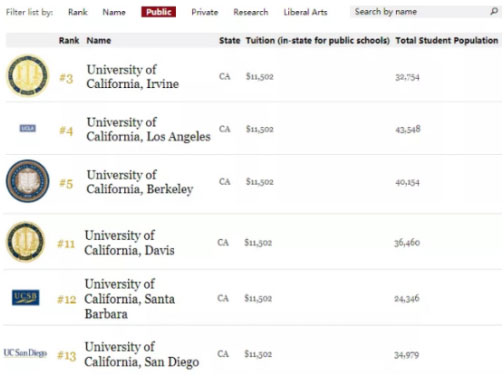 Filter list by: Rank Name Public Private Research Liberal Arts Search by name
Rank Name State Tuition (in-state for public schools) Total Student Population
#3 University of
California, Irvine CA $11,502 32,754
UCLA #4 University of
California, Los Angeles CA $11,502 43,548
#5 University of
California, Berkeley CA $11,502 40,154
#11 University of
California, Davis CA $11,502 36,460
UCSB #12 University of
California, Santa CA $11,502 24,346
Barbara
UC San Diego #13 University of
California, San Diego CA $11,502 34,979